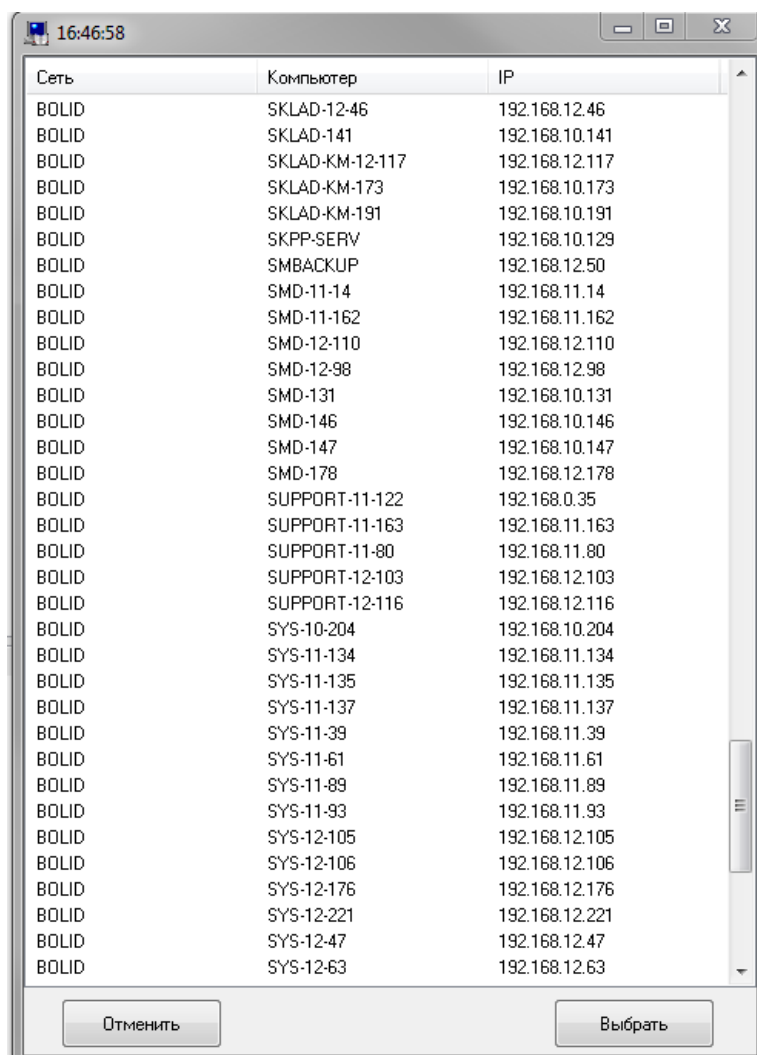 16:46:58
Сеть Компьютер IP
BOLID SKLAD-12-46 192.168.12.46
BOLID SKLAD-141 192.168.10.141
BOLID SKLAD-KM-12-117 192.168.12.117
BOLID SKLAD-KM-173 192.168.10.173
BOLID SKLAD-KM-191 192.168.10.191
BOLID SKPP-SERV 192.168.10.129
BOLID SMBACKUP 192.168.12.50
BOLID SMD-11-14 192.168.11.14
BOLID SMD-11-162 192.168.11.162
BOLID SMD-12-110 192.168.12.110
BOLID SMD-12-98 192.168.12.98
BOLID SMD-131 192.168.10.131
BOLID SMD-146 192.168.10.146
BOLID SMD-147 192.168.10.147
BOLID SMD-178 192.168.12.178
BOLID SUPPORT-11-122 192.168.0.35
BOLID SUPPORT-11-163 192.168.11.163
BOLID SUPPORT-11-80 192.168.11.80
BOLID SUPPORT-12-103 192.168.12.103
BOLID SUPPORT-12-116 192.168.12.116
BOLID SYS-10-204 192.168.10.204
BOLID SYS-11-134 192.168.11.134
BOLID SYS-11-135 192.168.11.135
BOLID SYS-11-137 192.168.11.137
BOLID SYS-11-39 192.168.11.39
BOLID SYS-11-61 192.168.11.61
BOLID SYS-11-89 192.168.11.89
BOLID SYS-11-93 192.168.11.93
BOLID SYS-12-105 192.168.12.105
BOLID SYS-12-106 192.168.12.106
BOLID SYS-12-176 192.168.12.176
BOLID SYS-12-221 192.168.12.221
BOLID SYS-12-47 192.168.12.47
BOLID SYS-12-63 192.168.12.63
Отменить Выбрать